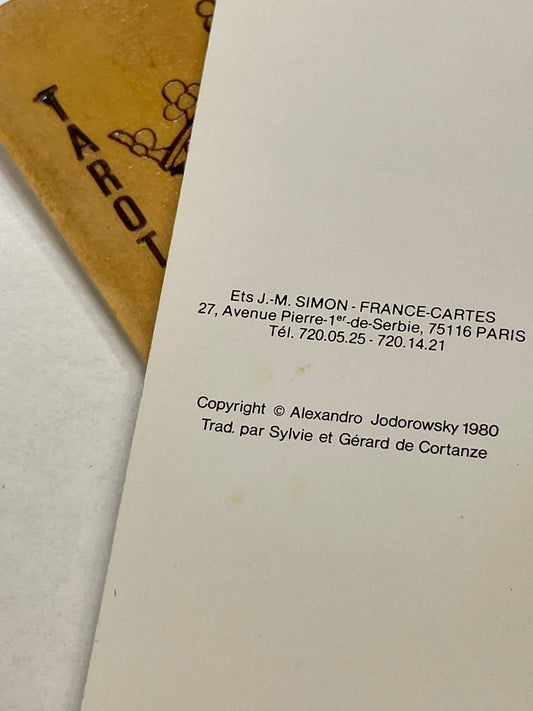 TAROT
Ets J.-M. SIMON - FRANCE-CARTES
27, Avenue Pierre-1er-de-Serbie, 75116 PARIS
Tél. 720.05.25 - 720.14.21
Copyright © Alexandro Jodorowsky 1980
Trad. par Sylvie et Gérard de Cortanze